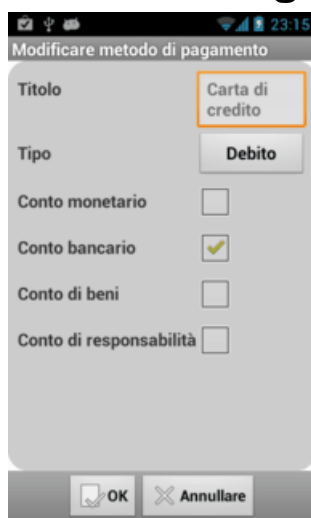 23:15
Modificare metodo di pagamento
Titolo
Carta di
credito
Tipo
Debito
Conto monetario
Conto bancario
Conto di beni
Conto di responsabilità
OK
Annullare